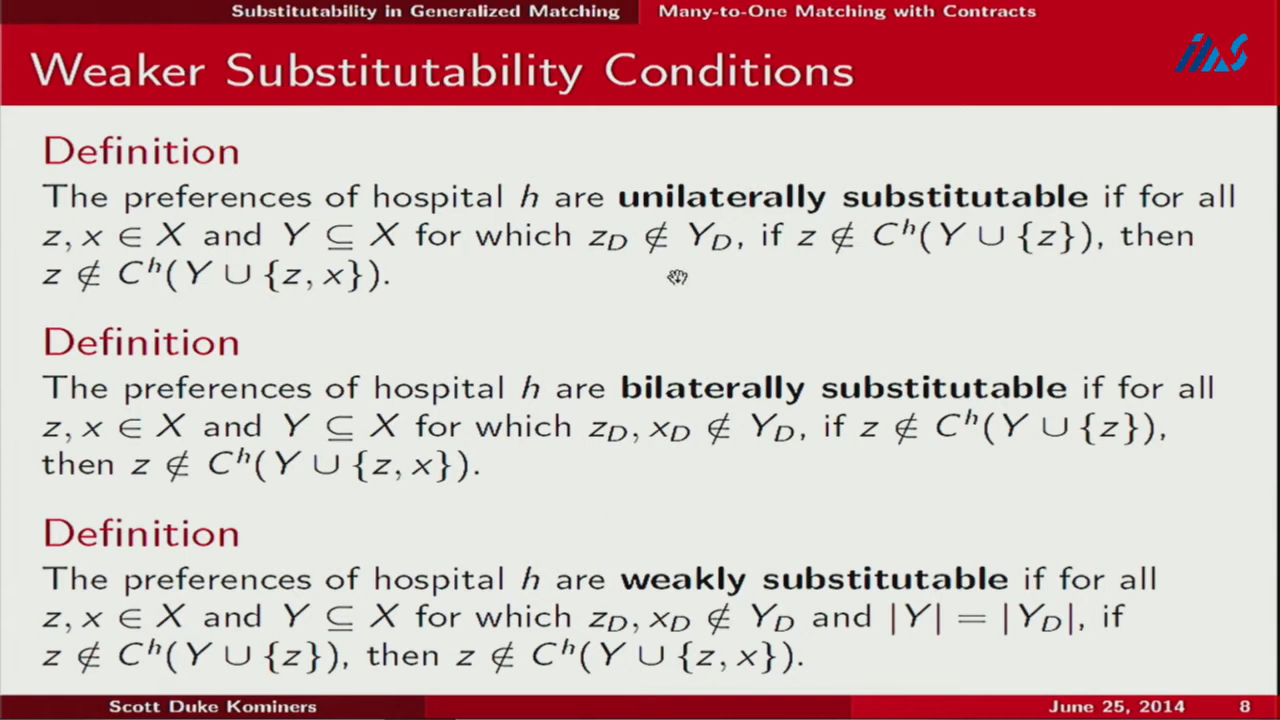 Substitutability in Generalized Matching Many-to-One Matching with Contracts
Weaker Substitutability Conditions
IMS
Definition
The preferences of hospital h are unilaterally substitutable if for all
z, x ∈ X and Y ⊆ X for which z_D ∉ Y_D, if z ∉ C^h(Y ∪ {z}), then
z ∉ C^h(Y ∪ {z, x}).
Definition
The preferences of hospital h are bilaterally substitutable if for all
z, x ∈ X and Y ⊆ X for which z_D, x_D ∉ Y_D, if z ∉ C^h(Y ∪ {z}),
then z ∉ C^h(Y ∪ {z, x}).
Definition
The preferences of hospital h are weakly substitutable if for all
z, x ∈ X and Y ⊆ X for which z_D, x_D ∉ Y_D and |Y| = |Y_D|, if
z ∉ C^h(Y ∪ {z}), then z ∉ C^h(Y ∪ {z, x}).
Scott Duke Kominers June 25, 2014 8